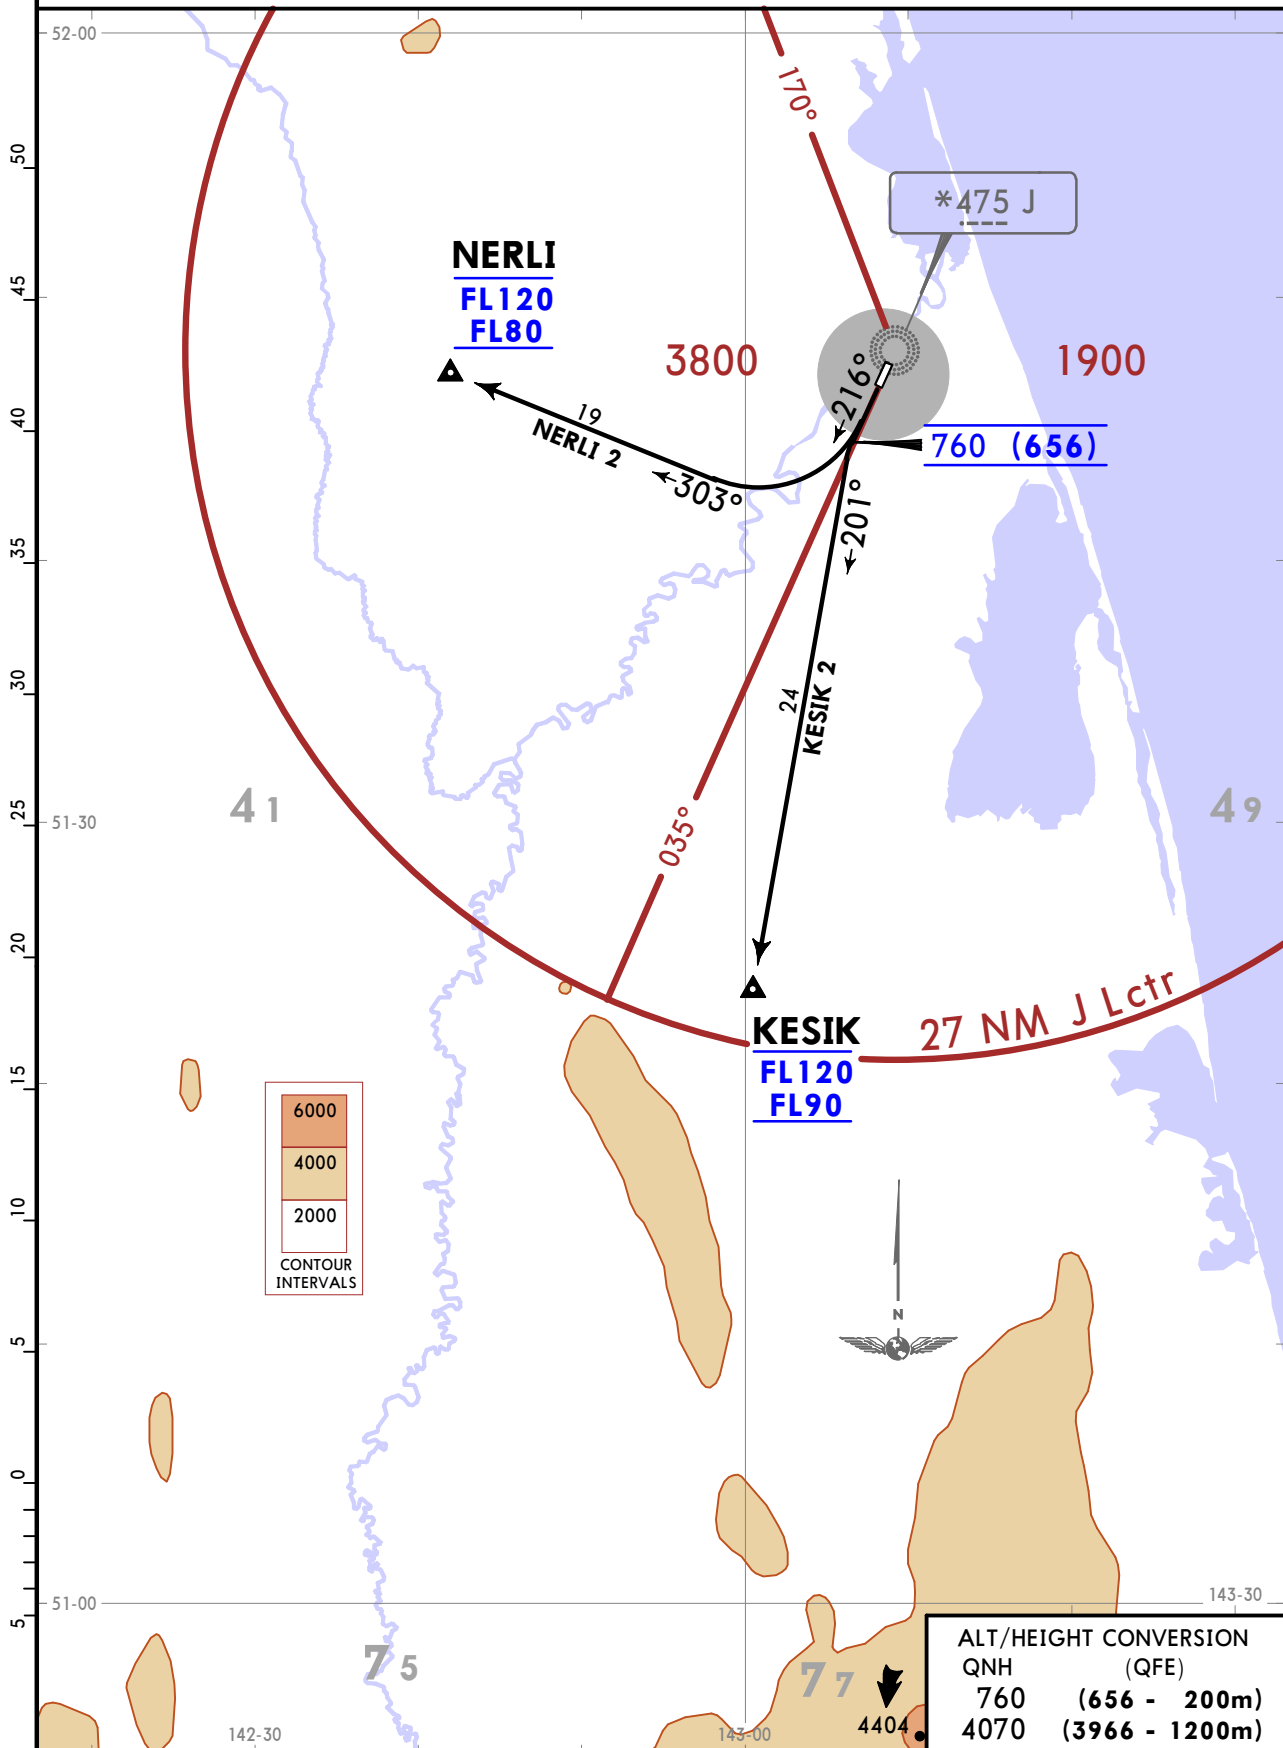 52-00
170°
50
*475 J
45
NERLI
FL120
FL80
3800
1900
216°
40
19
NERLI 2
303°
760 (656)
201°
35
30
24
KESIK 2
25
41
51-30
49
035°
20
27 NM J Lctr
KESIK
FL120
FL90
15
6000
4000
2000
CONTOUR
INTERVALS
10
N
5
0
51-00
143-30
5
75
77
4404
142-30
143-00
ALT/HEIGHT CONVERSION
QNH (QFE)
760 (656 - 200m)
4070 (3966 - 1200m)